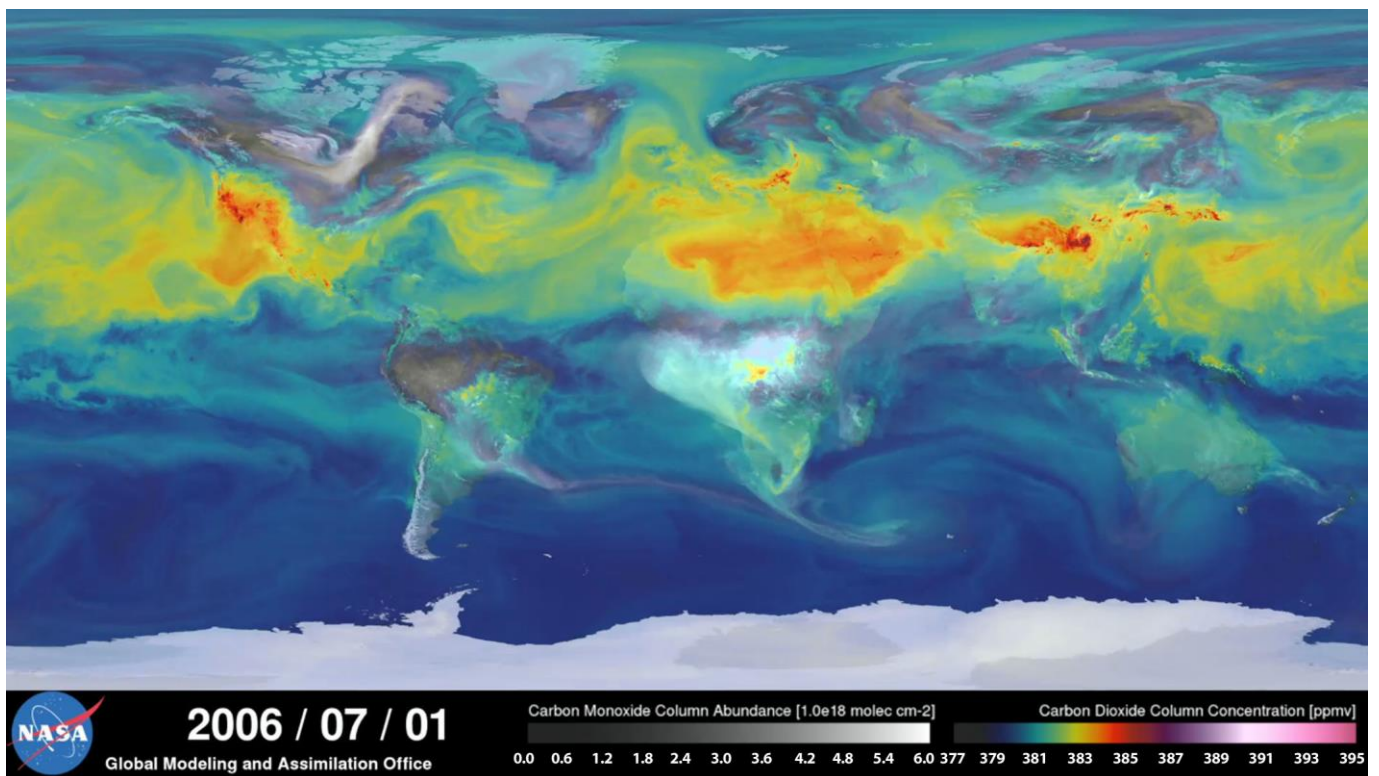 NASA
2006 / 07 / 01
Global Modeling and Assimilation Office
Carbon Monoxide Column Abundance [1.0e18 molec cm-2]
0.0 0.6 1.2 1.8 2.4 3.0 3.6 4.2 4.8 5.4 6.0
Carbon Dioxide Column Concentration [ppmv]
377 379 381 383 385 387 389 391 393 395